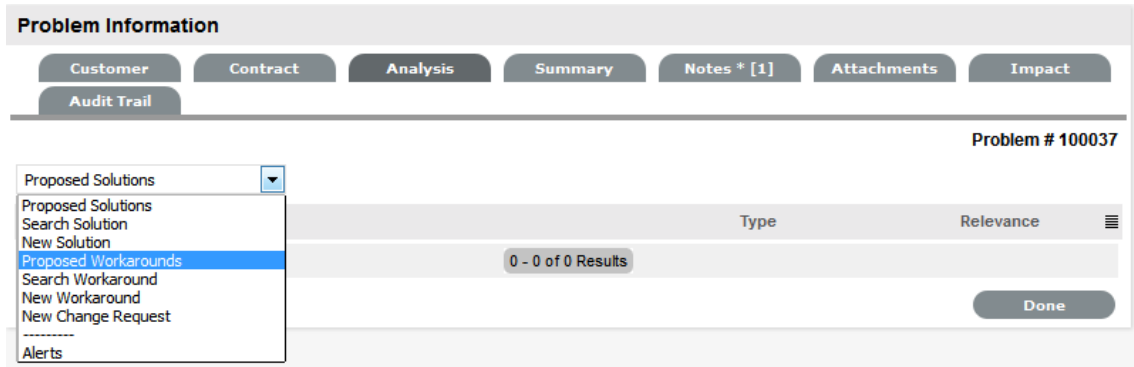 Problem Information
Customer Contract Analysis Summary Notes * [1] Attachments Impact
Audit Trail
Problem # 100037
Proposed Solutions
Proposed Solutions
Search Solution
New Solution
Proposed Workarounds
Search Workaround
New Workaround
New Change Request
---------
Alerts
Type Relevance
0 - 0 of 0 Results
Done